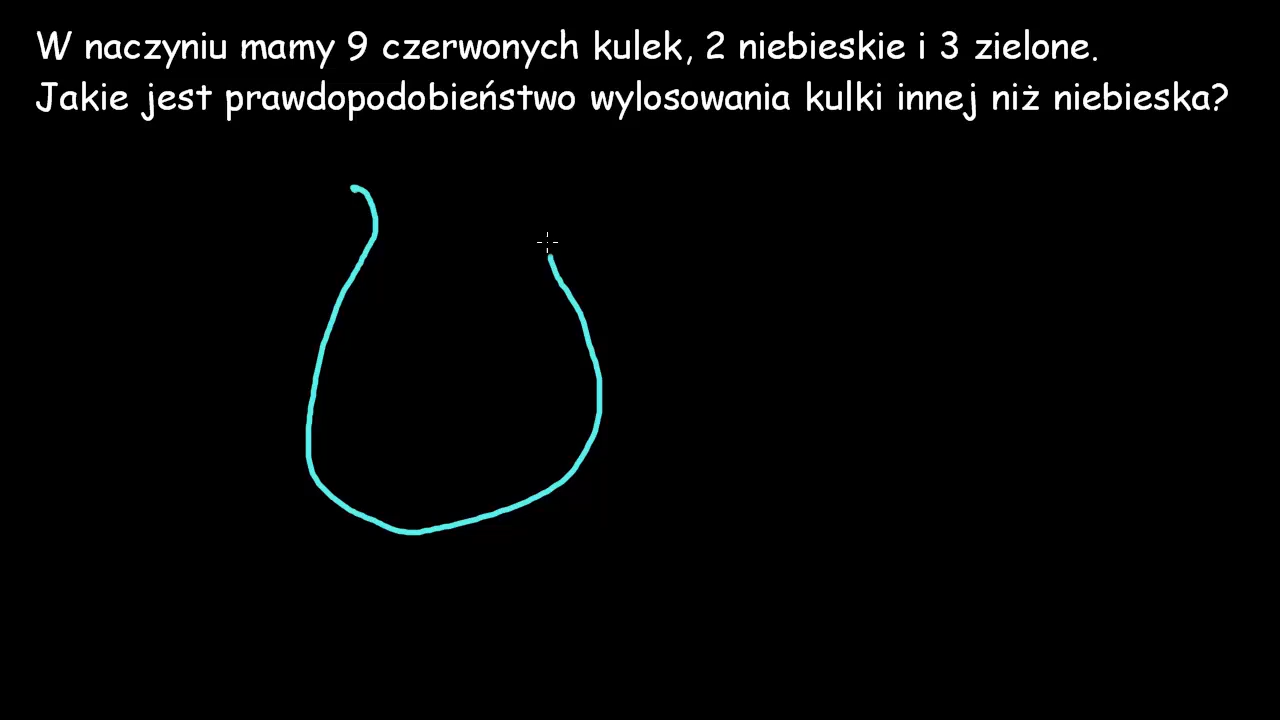 W naczyniu mamy 9 czerwonych kulek, 2 niebieskie i 3 zielone.
Jakie jest prawdopodobieństwo wylosowania kulki innej niż niebieska?